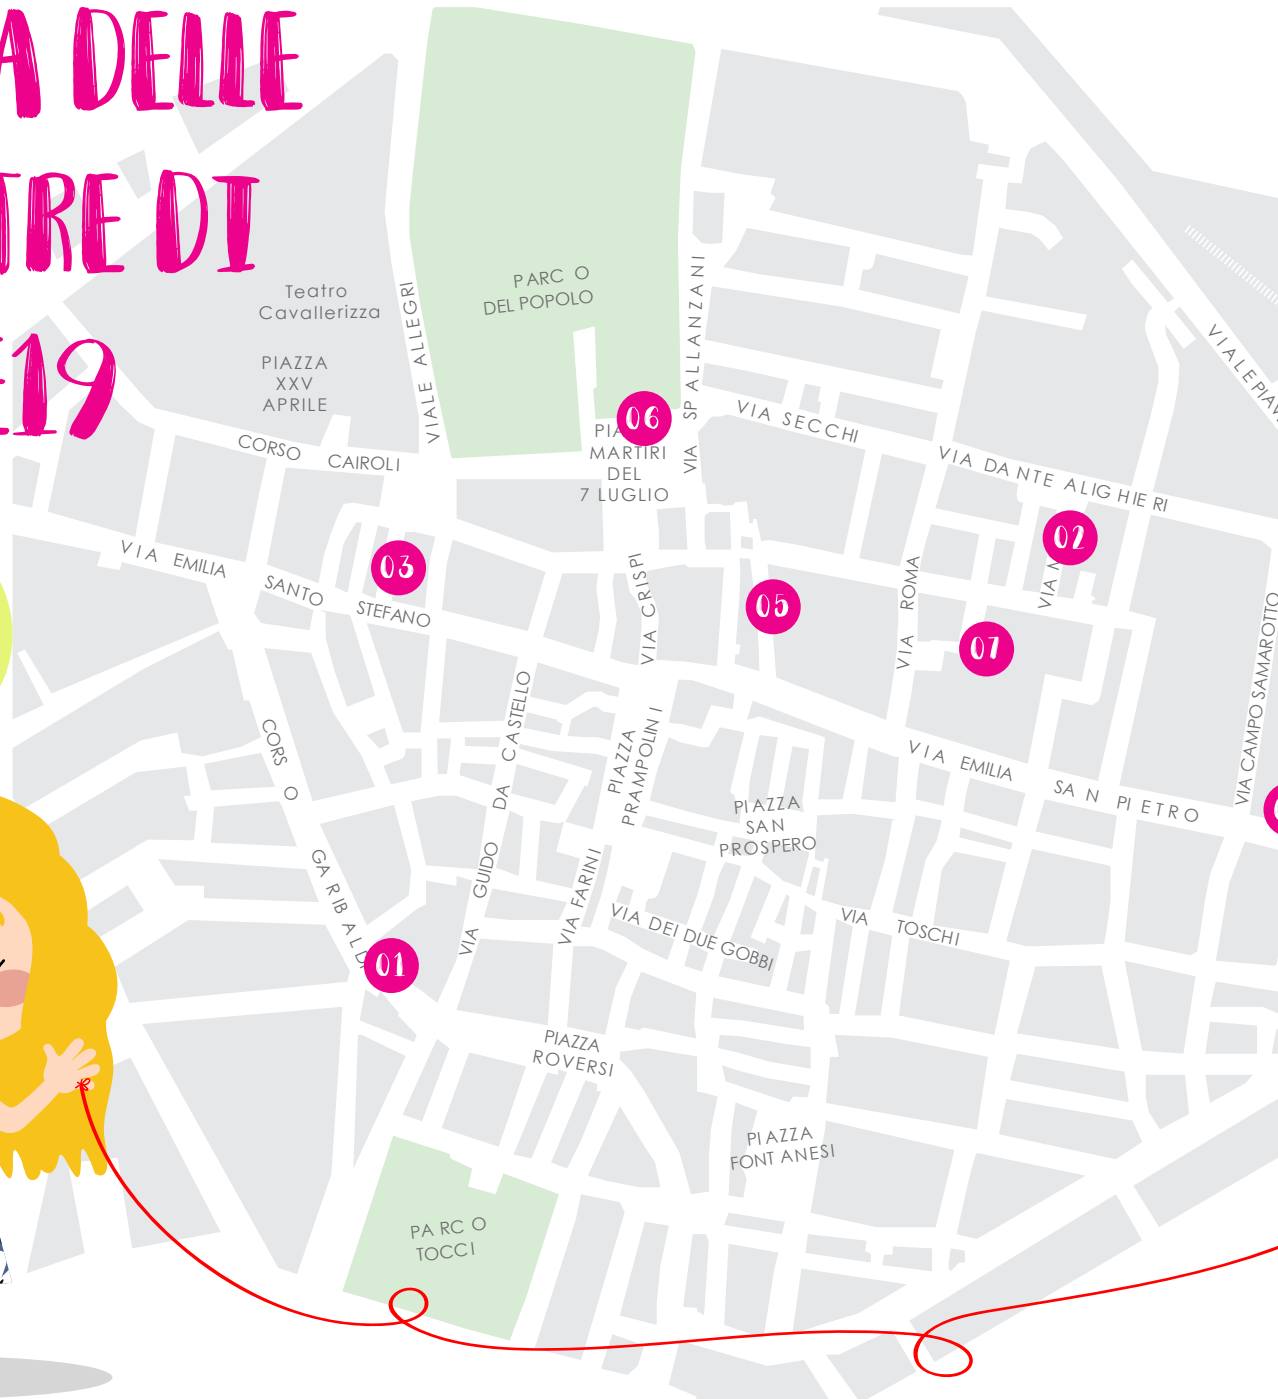 A DELLE
TRE DI
E19
Teatro
Cavallerizza
PIAZZA
XXV
APRILE
VIALE ALLEGRI
PARCO
DEL POPOLO
VIA SPALLANZANI
06
MARTIRI
DEL
7 LUGLIO
VIA SECCHI
VIA DANTE ALIGHIERI
VIALE PIAV
CORSO CAIROLI
VIA EMILIA SANTO STEFANO
03
VIA CRISPI
05
VIA ROMA
02
VIA
07
VIA CAMPO SAMAROTTO
CORSO GARIBALDI
VIA GUIDO DA CASTELLO
PIAZZA
PRAMPOLINI
VIA EMILIA SAN PIETRO
PIAZZA
SAN
PROSPERO
VIA FARINI
VIA DEI DUE GOBBI
VIA TOSCHI
01
PIAZZA
ROVERSI
PIAZZA
FONTANESI
PARCO
TOCCI